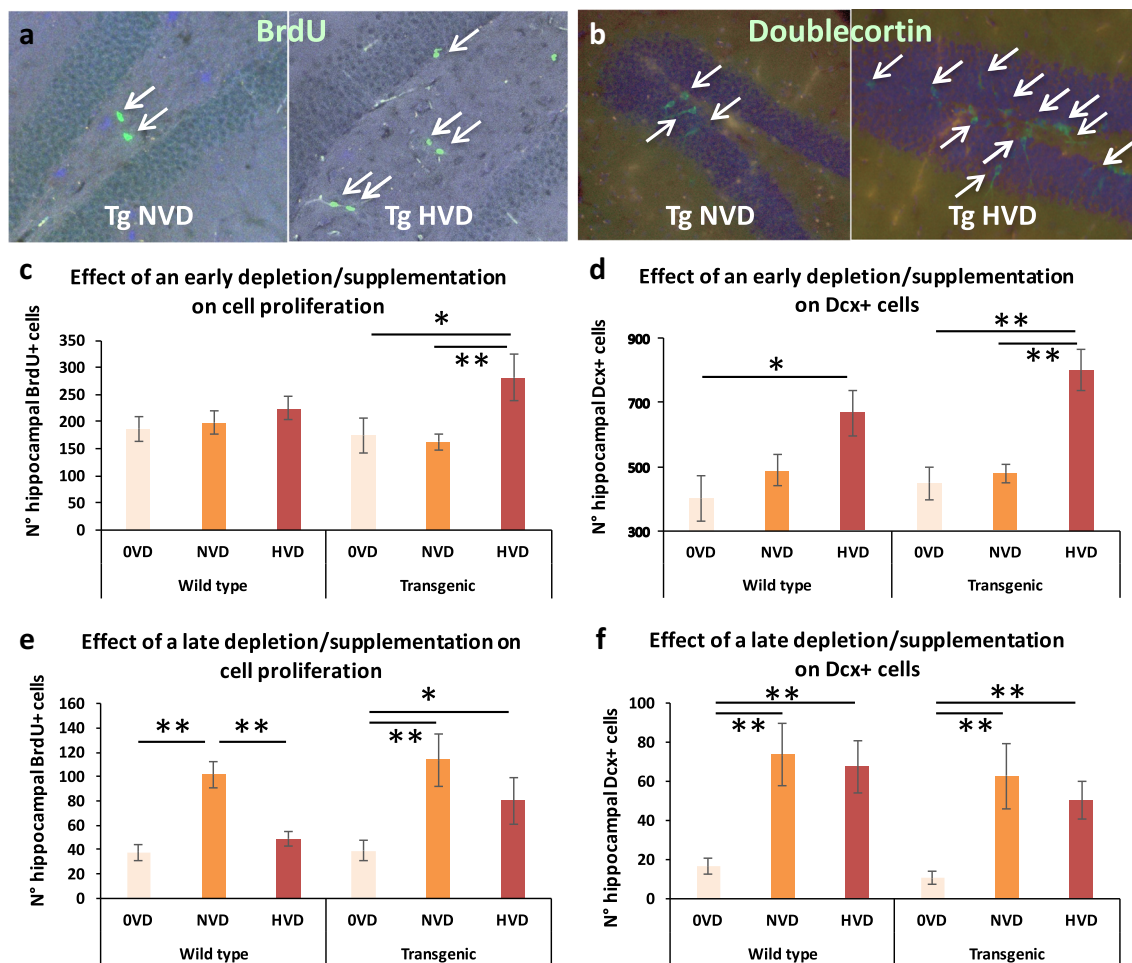 a
BrdU
Tg NVD
Tg HVD
b
Doublecortin
Tg NVD
Tg HVD
c
Effect of an early depletion/supplementation
on cell proliferation
N° hippocampal BrdU+ cells
350
300
250
200
150
100
50
0
*
**
0VD NVD HVD 0VD NVD HVD
Wild type Transgenic
d
Effect of an early depletion/supplementation
on Dcx+ cells
N° hippocampal Dcx+ cells
900
700
500
300
*
**
**
0VD NVD HVD 0VD NVD HVD
Wild type Transgenic
e
Effect of a late depletion/supplementation on
cell proliferation
N° hippocampal BrdU+ cells
160
140
120
100
80
60
40
20
0
** **
*
**
0VD NVD HVD 0VD NVD HVD
Wild type Transgenic
f
Effect of a late depletion/supplementation
on Dcx+ cells
N° hippocampal Dcx+ cells
100
80
60
40
20
0
** **
** **
0VD NVD HVD 0VD NVD HVD
Wild type Transgenic